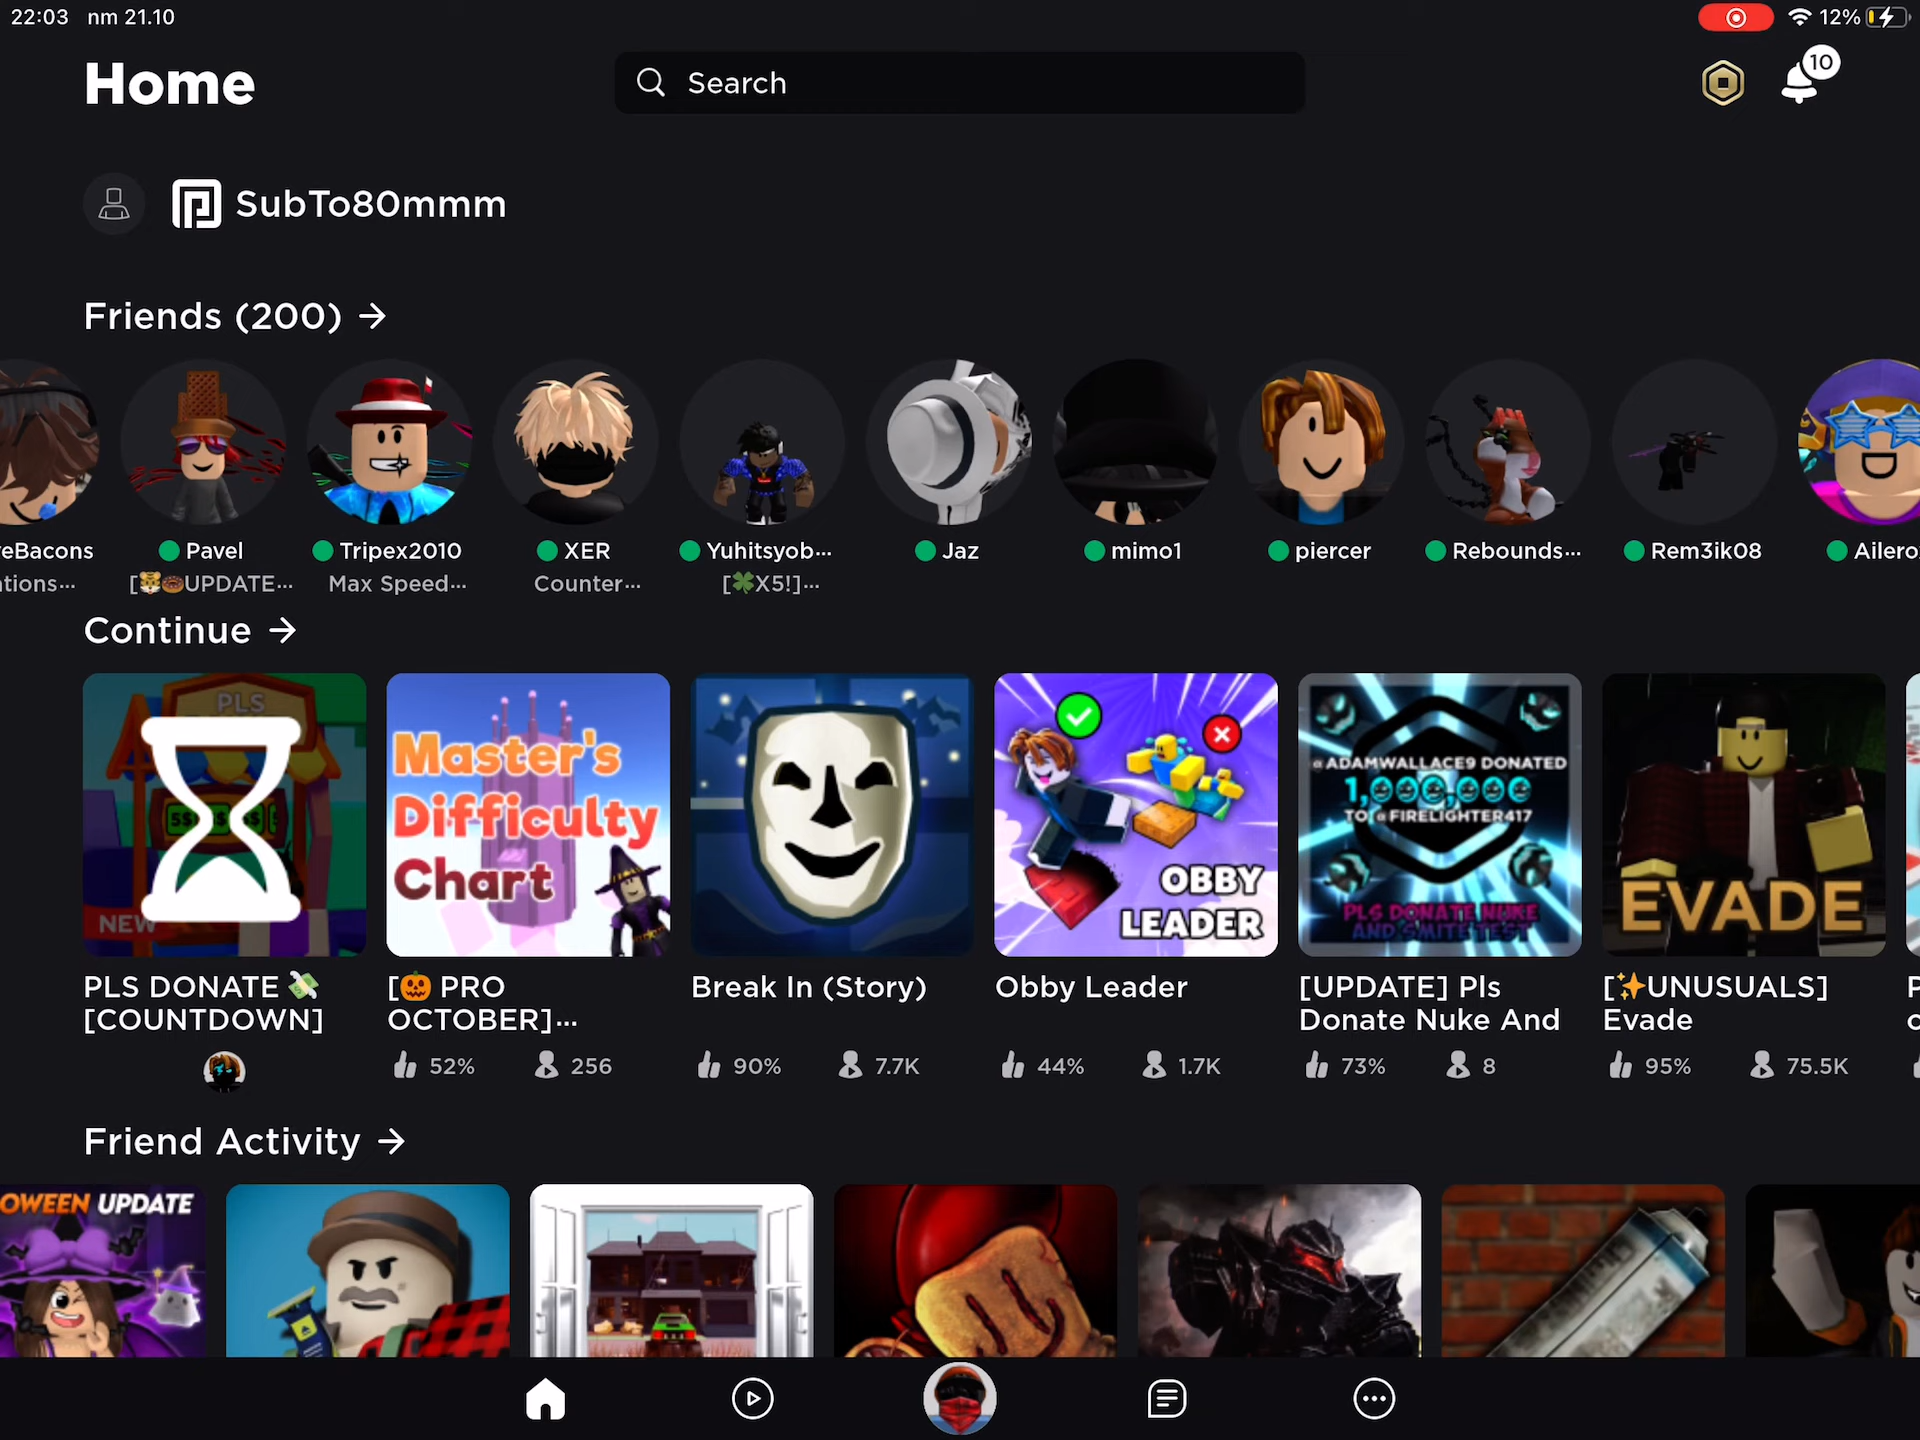 22:03 nm 21.10
12%
Home
Search
10
SubTo80mmm
Friends (200) →
eBacons
Pavel
Tripex2010
XER
Yuhitsyob...
Jaz
mimo1
piercer
Rebounds...
Rem3ik08
Ailero
tions...
[🐯🍩UPDATE...
Max Speed...
Counter...
[🍀X5!]...
Continue →
PLS
NEW
Master's
Difficulty
Chart
OBBY
LEADER
@ADAMWALLACE9 DONATED
1,000,000
TO @FIRELIGHTER417
PLS DONATE NUKE
AND SMITE TEST
EVADE
PLS DONATE 💸
[COUNTDOWN]
[🎃 PRO
OCTOBER]...
52% 256
Break In (Story)
90% 7.7K
Obby Leader
44% 1.7K
[UPDATE] Pls
Donate Nuke And
73% 8
[✨UNUSUALS]
Evade
95% 75.5K
Friend Activity →
OWEEN UPDATE